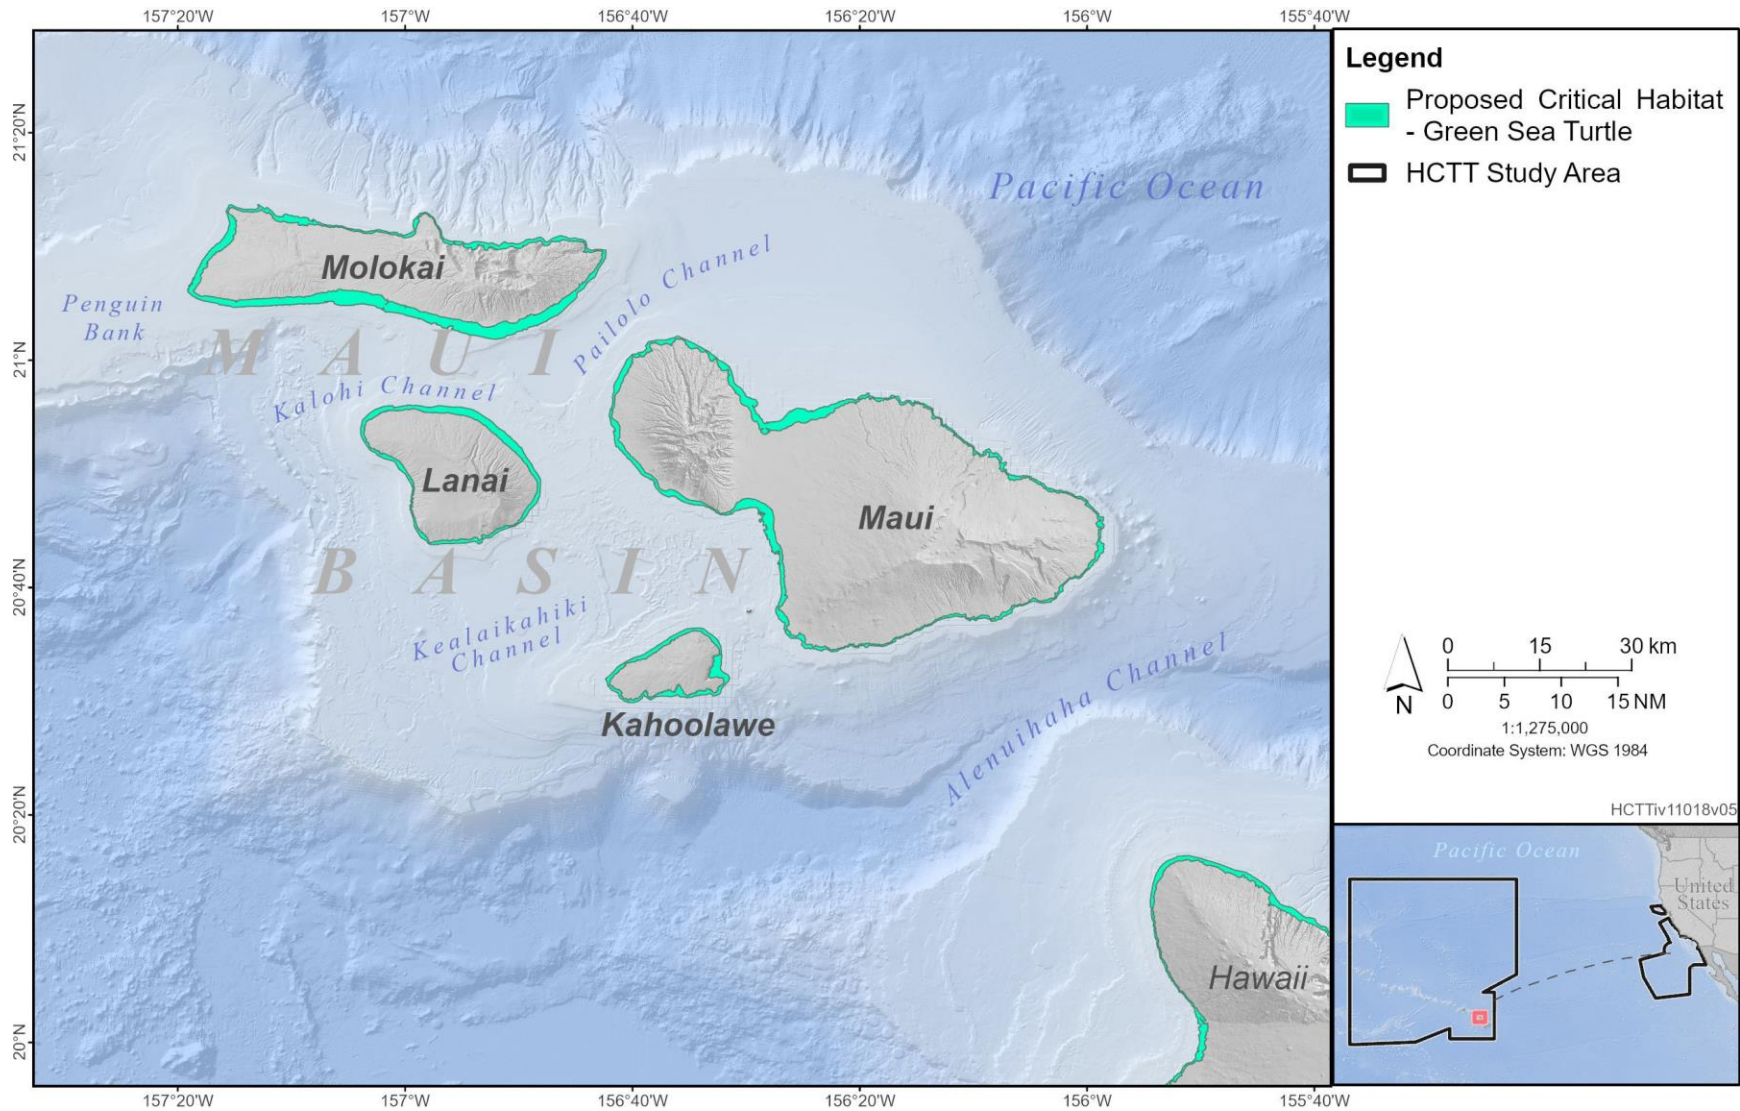 157°20'W 157°W 156°40'W 156°20'W 156°W 155°40'W
21°20'N
21°N
20°40'N
20°20'N
20°N
Pacific Ocean
Molokai
Pailolo Channel
Penguin
Bank
MAUI
Kalohi Channel
Lanai
Maui
BASIN
Kealaikahiki
Channel
Kahoolawe
Alenuihaha Channel
Hawaii
157°20'W 157°W 156°40'W 156°20'W 156°W 155°40'W
Legend
Proposed Critical Habitat
- Green Sea Turtle
HCTT Study Area
0 15 30 km
0 5 10 15 NM
N
1:1,275,000
Coordinate System: WGS 1984
HCTTiv11018v05
Pacific Ocean
United
States